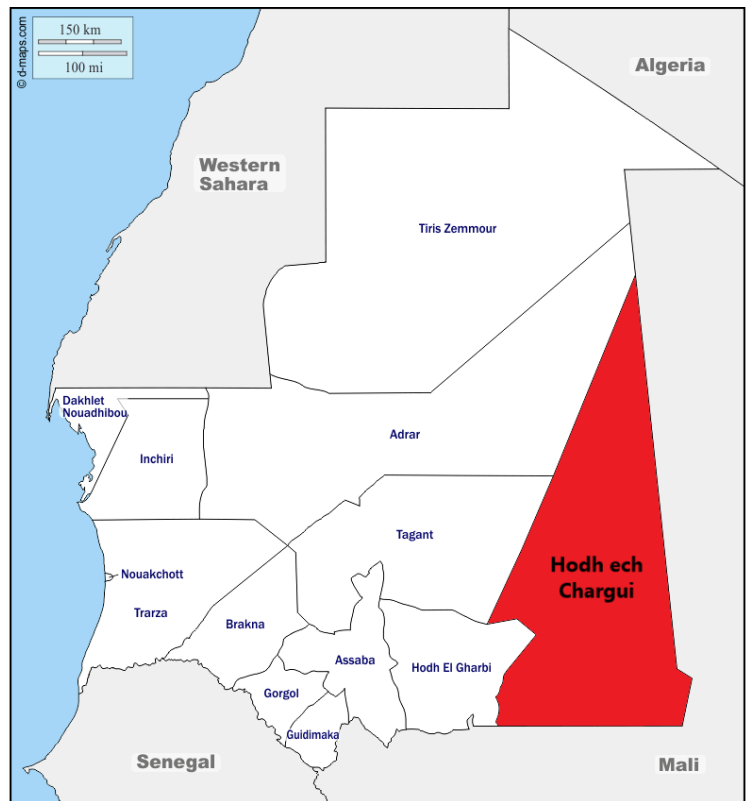 © d-maps.com
150 km
100 mi
Algeria
Western
Sahara
Tiris Zemmour
Dakhlet
Nouadhibou
Adrar
Inchiri
Tagant
Hodh ech
Chargui
Nouakchott
Trarza
Brakna
Assaba
Hodh El Gharbi
Gorgol
Guidimaka
Senegal
Mali